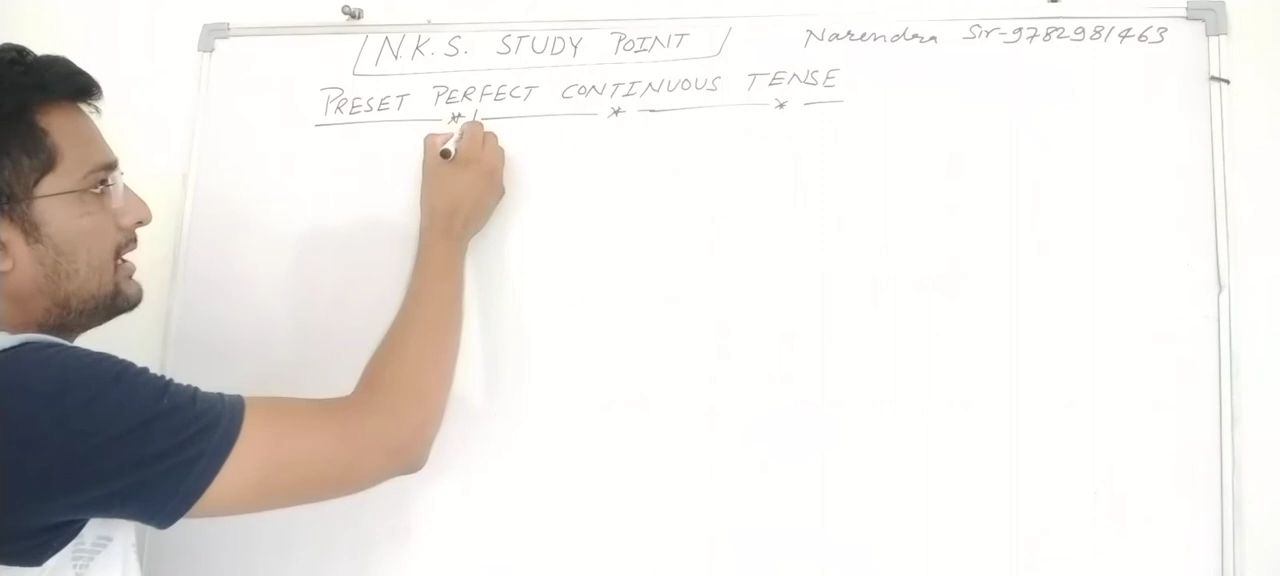 N.K.S. STUDY POINT
Narendra Sir-9782981463
PRESET PERFECT CONTINUOUS TENSE